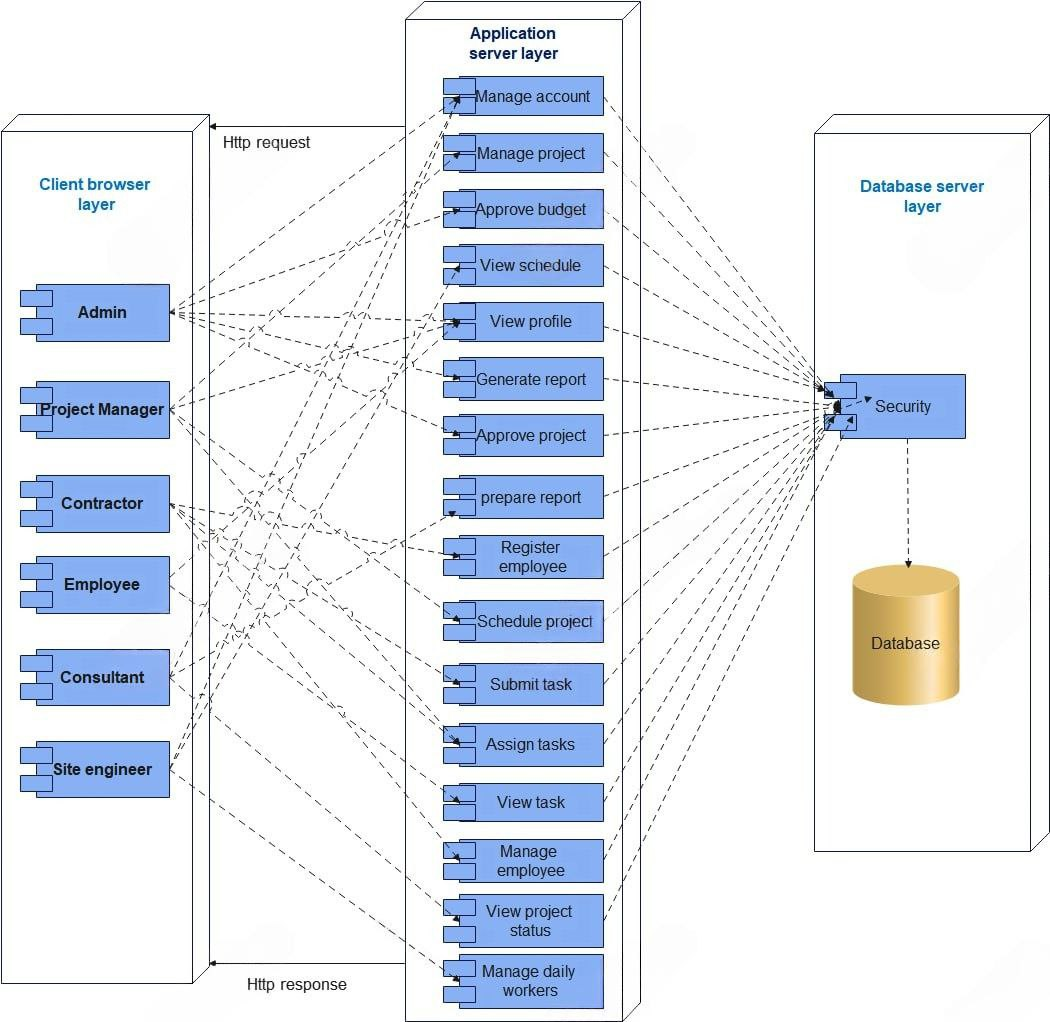 Application
server layer
Manage account
Http request
Manage project
Client browser
layer
Database server
layer
Approve budget
View schedule
Admin
View profile
Generate report
Project Manager
Security
Approve project
Contractor
prepare report
Register
employee
Employee
Schedule project
Database
Consultant
Submit task
Assign tasks
Site engineer
View task
Manage
employee
View project
status
Manage daily
workers
Http response